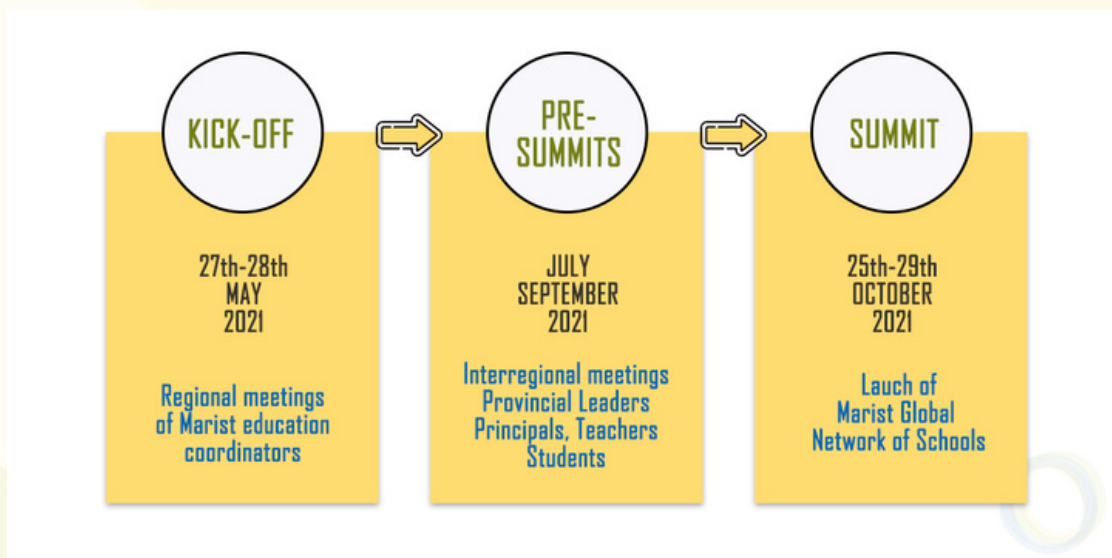 KICK-OFF
27th-28th
MAY
2021
Regional meetings
of Marist education
coordinators
PRE-
SUMMITS
JULY
SEPTEMBER
2021
Interregional meetings
Provincial Leaders
Principals, Teachers
Students
SUMMIT
25th-29th
OCTOBER
2021
Lauch of
Marist Global
Network of Schools